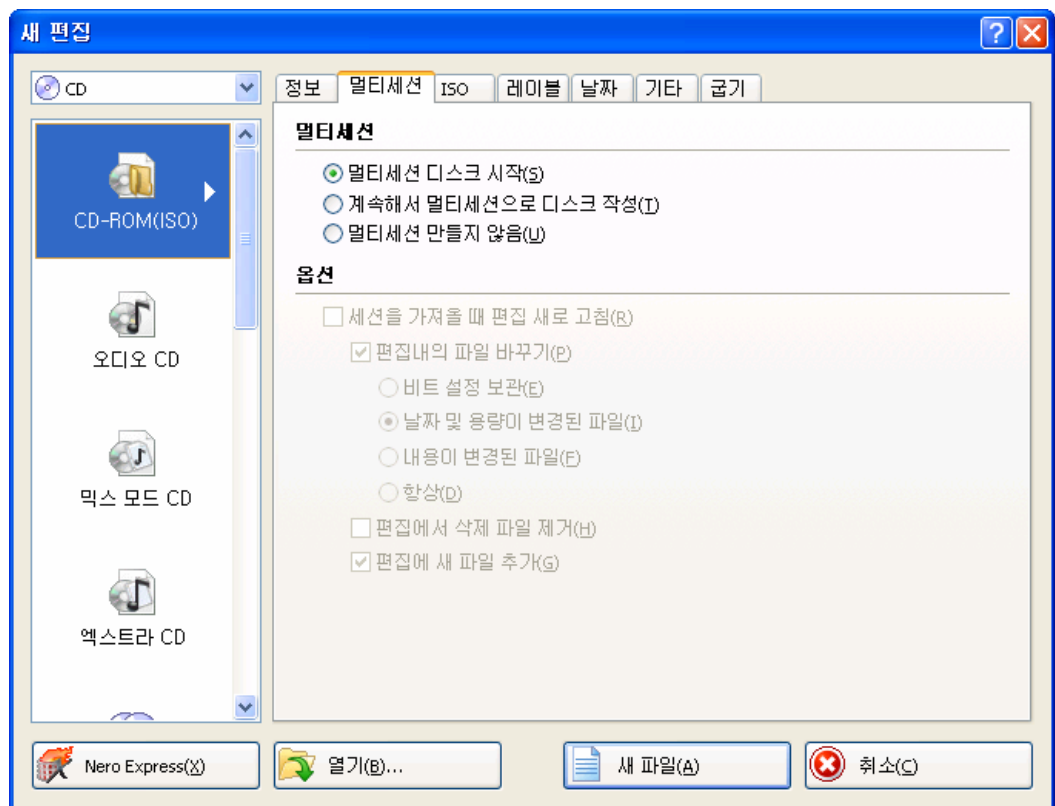 새 편집
CD
정보 멀티세션 ISO 레이블 날짜 기타 굽기
CD-ROM(ISO)
오디오 CD
믹스 모드 CD
엑스트라 CD
멀티세션
멀티세션 디스크 시작(S)
계속해서 멀티세션으로 디스크 작성(T)
멀티세션 만들지 않음(U)
옵션
세션을 가져올 때 편집 새로 고침(R)
편집내의 파일 바꾸기(P)
비트 설정 보관(E)
날짜 및 용량이 변경된 파일(I)
내용이 변경된 파일(F)
항상(D)
편집에서 삭제 파일 제거(H)
편집에 새 파일 추가(G)
Nero Express(X) 열기(B)... 새 파일(A) 취소(C)